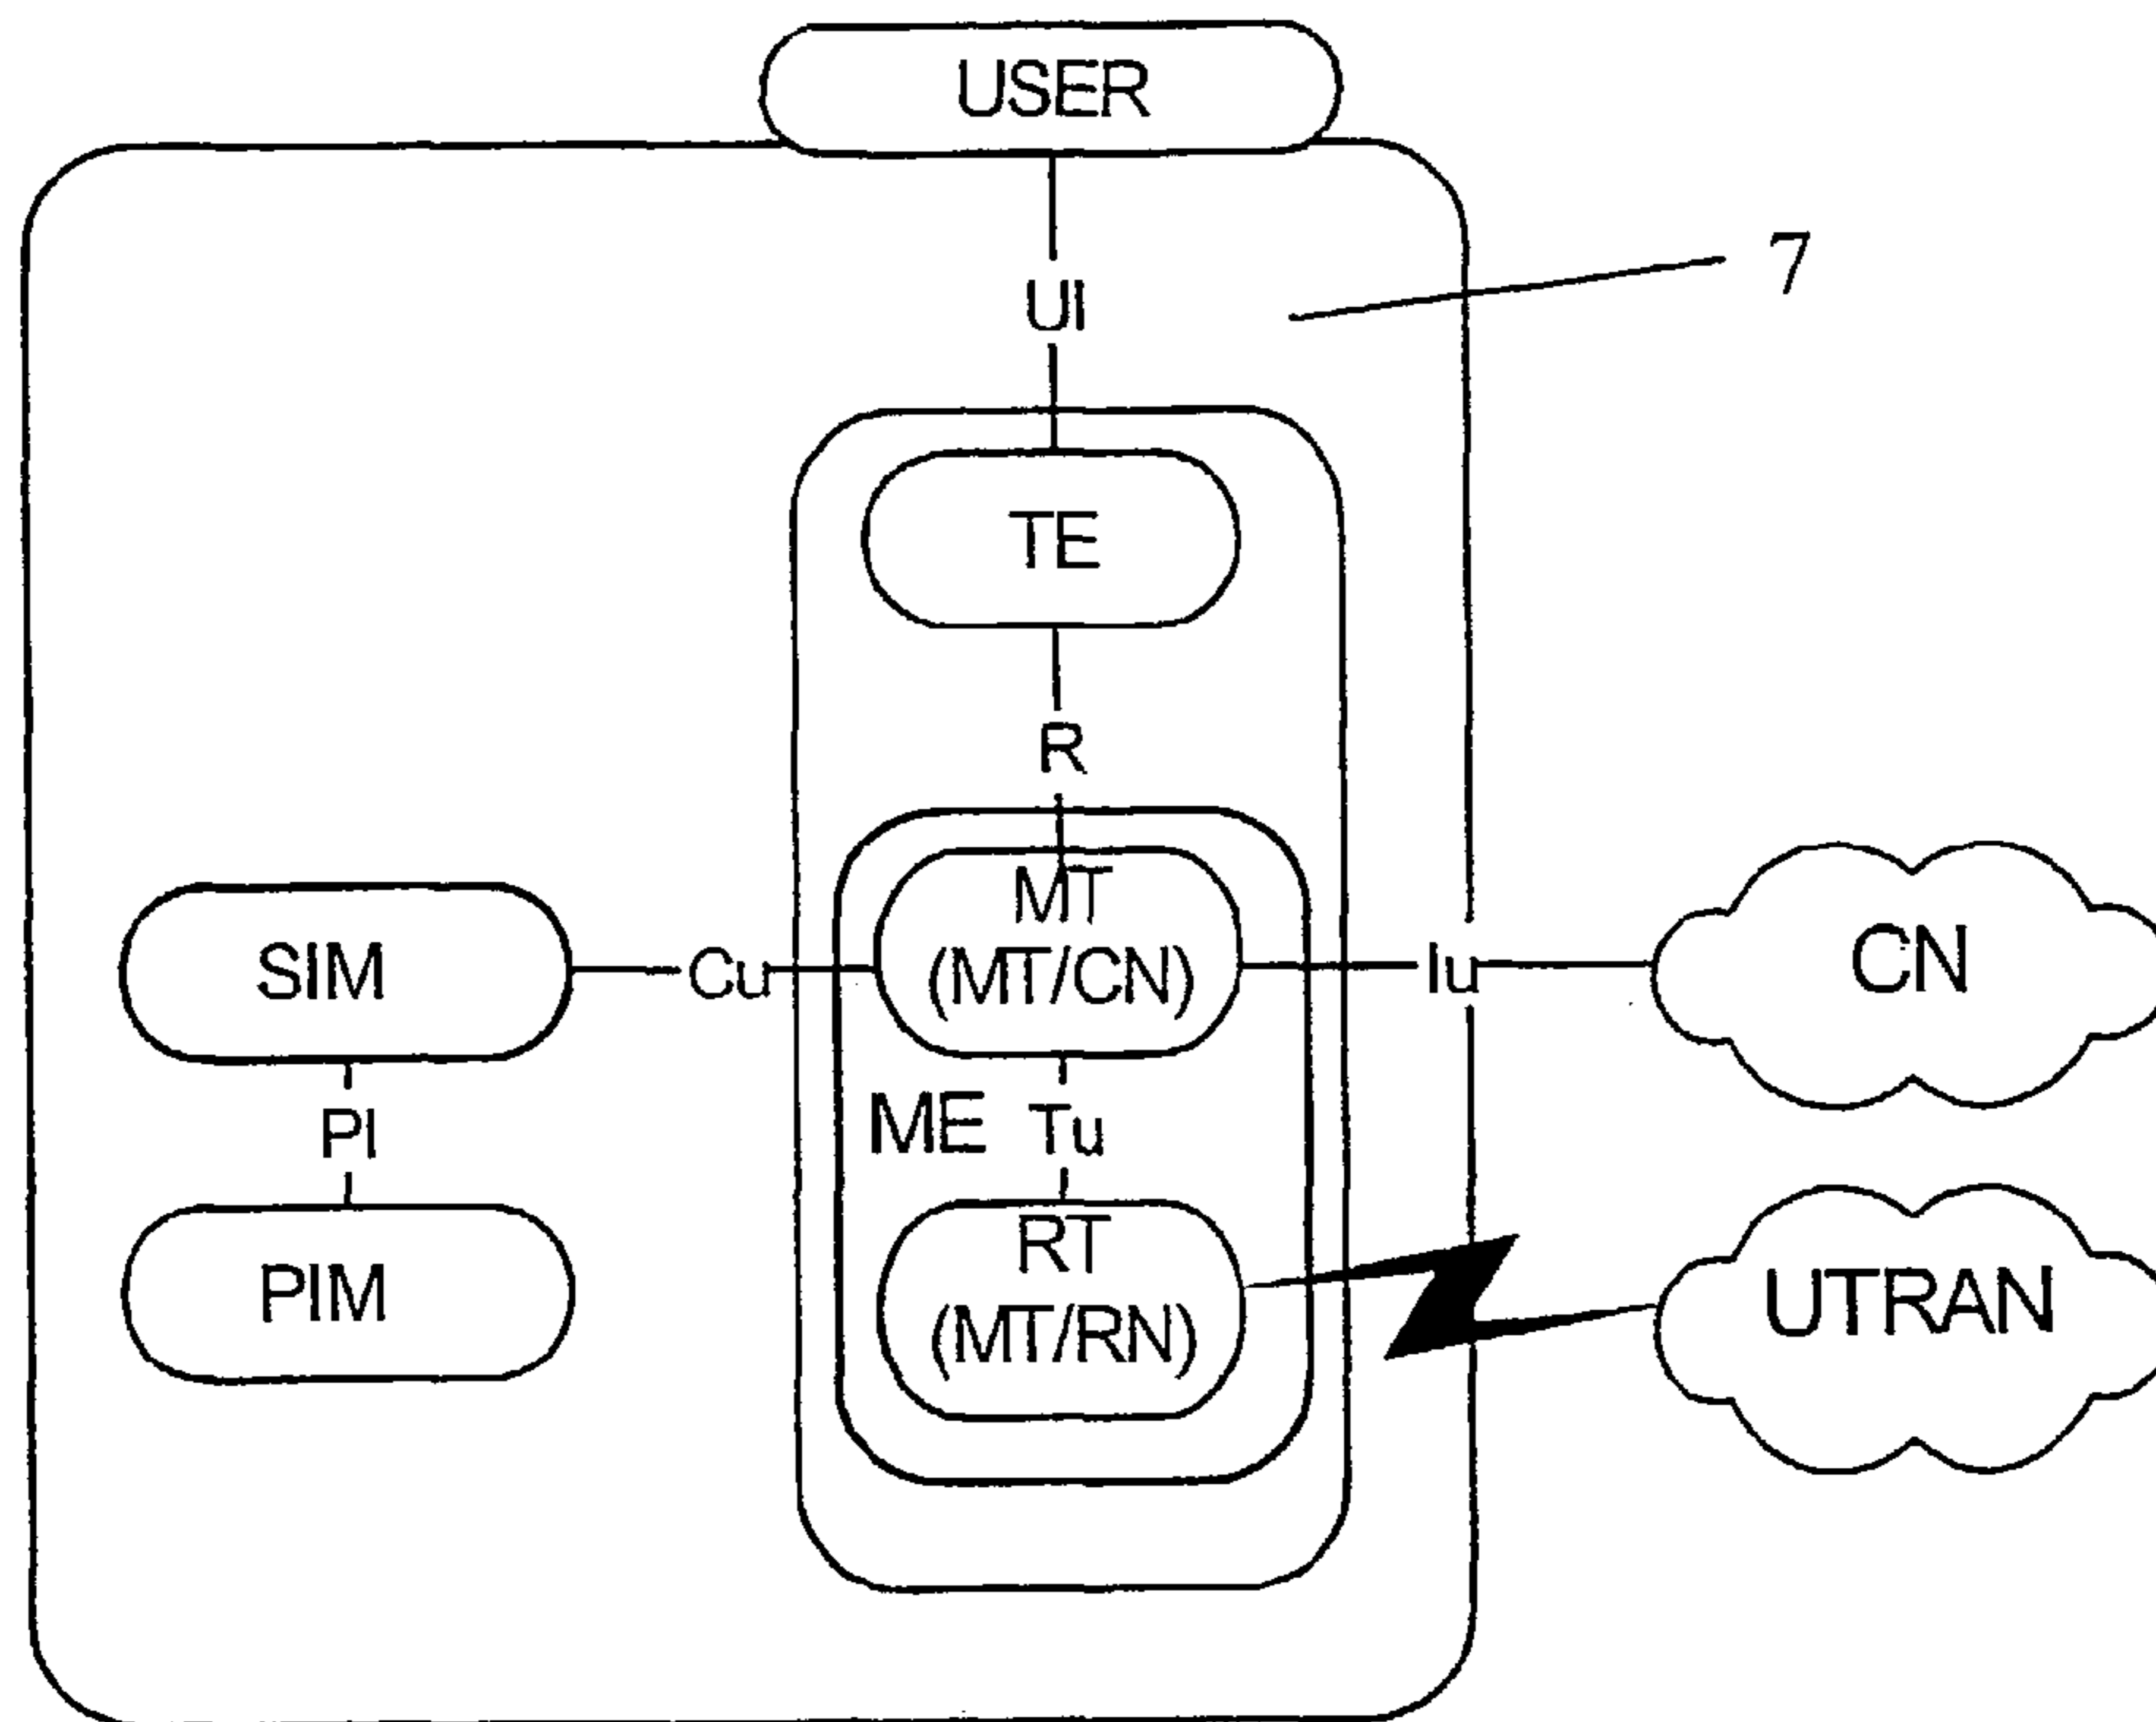 USER
7
UI
TE
R
MT
(MT/CN)
SIM
Cu
Iu
CN
PI
ME
Tu
RT
(MT/RN)
PIM
UTRAN